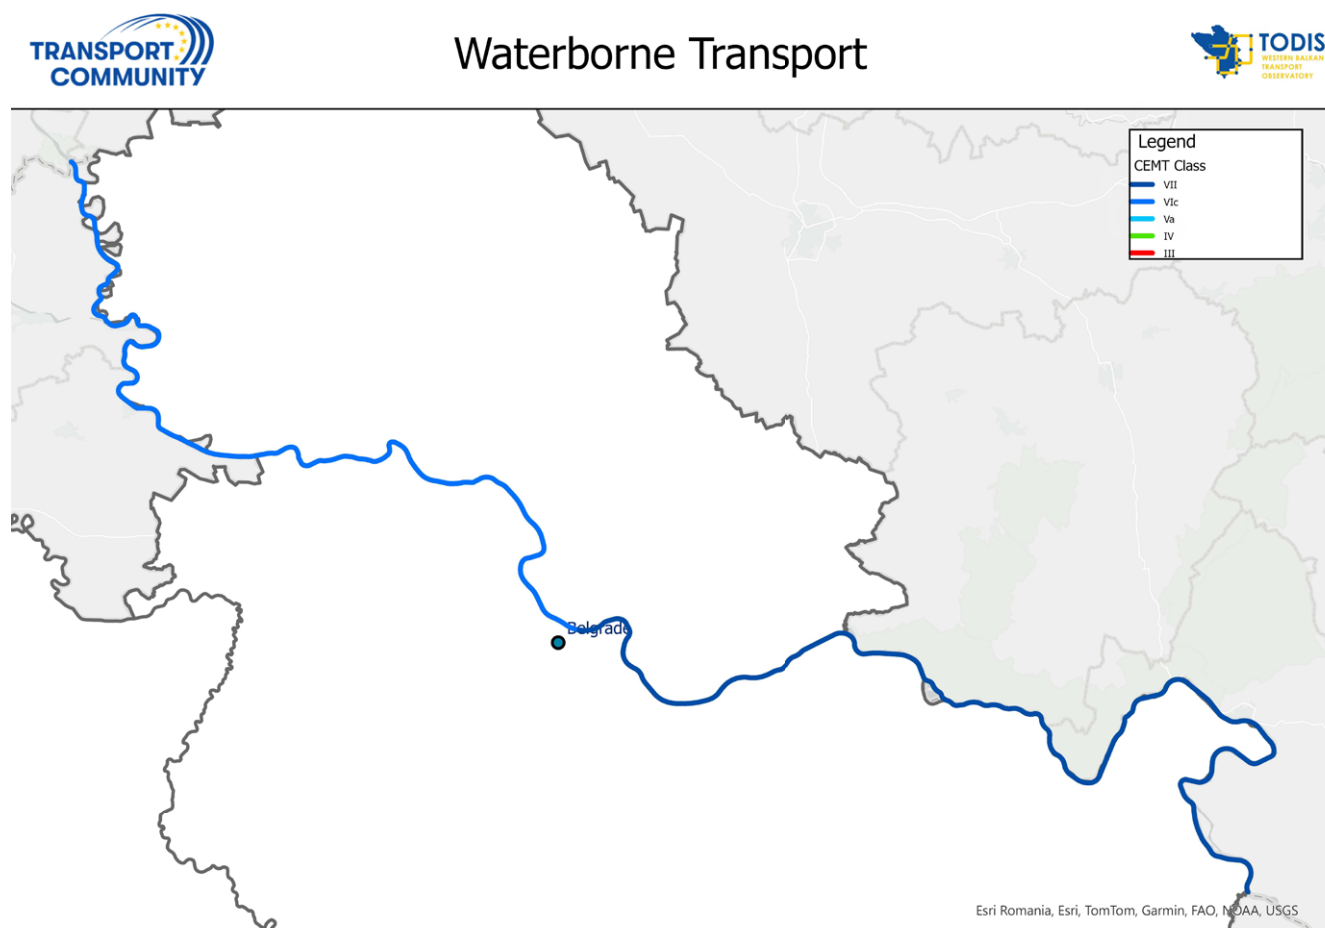 TRANSPORT
COMMUNITY
Waterborne Transport
TODIS
WESTERN BALKAN
TRANSPORT
OBSERVATORY
Legend
CEMT Class
VII
VIc
Va
IV
III
Belgrade
Esri Romania, Esri, TomTom, Garmin, FAO, NOAA, USGS